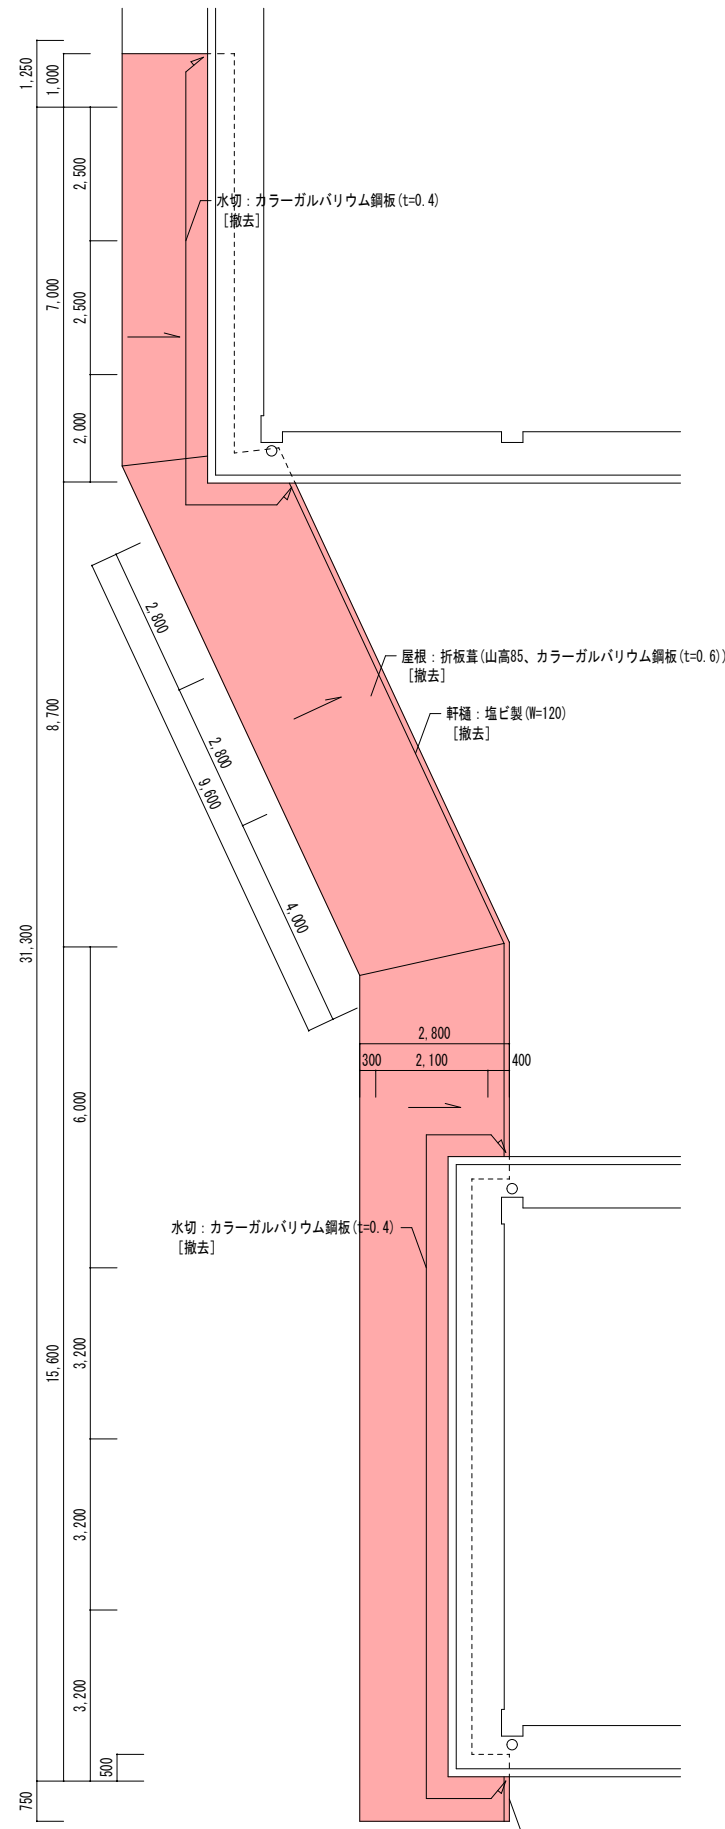 1,250
1,000
2,500
水切：カラーガルバリウム鋼板(t=0.4)
[撤去]
7,000
2,500
2,000
2,800
屋根：折板葺(山高85、カラーガルバリウム鋼板(t=0.6))
[撤去]
8,700
軒樋：塩ビ製(W=120)
[撤去]
2,800
9,600
4,000
31,300
2,800
300
2,100
400
6,000
水切：カラーガルバリウム鋼板(t=0.4)
[撤去]
15,600
3,200
3,200
3,200
500
750